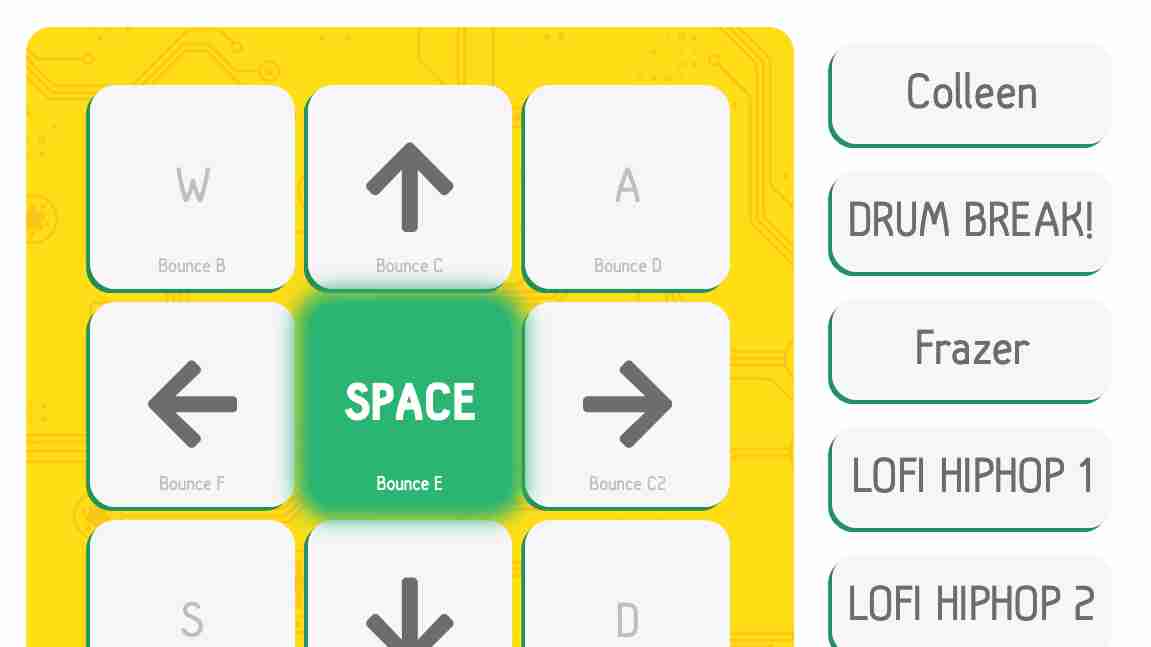 W
A
Bounce B
Bounce C
Bounce D
SPACE
Bounce F
Bounce E
Bounce C2
S
D
Colleen
DRUM BREAK!
Frazer
LOFI HIPHOP 1
LOFI HIPHOP 2